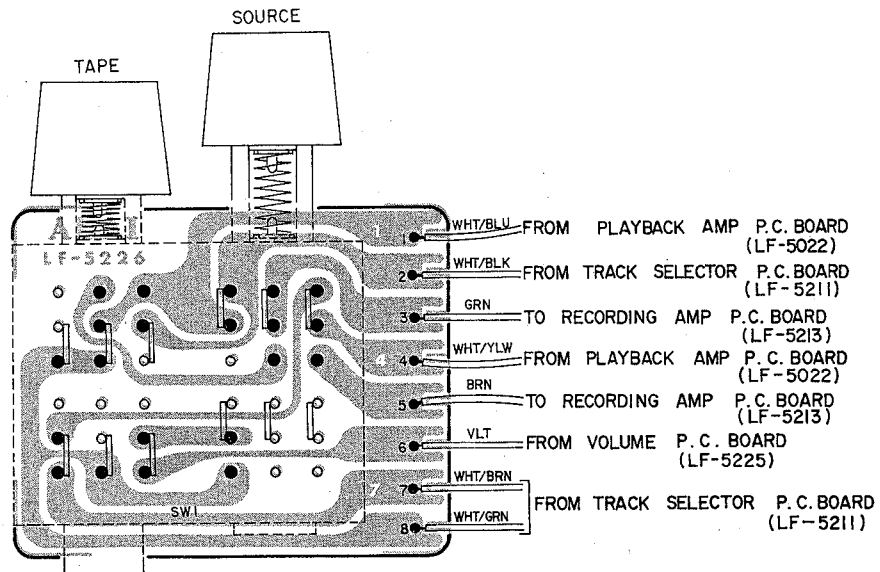 SOURCE
TAPE
A I
LF-5226
1
1 WHT/BLU FROM PLAYBACK AMP P.C. BOARD
(LF-5022)
2 WHT/BLK FROM TRACK SELECTOR P.C. BOARD
(LF-5211)
3 GRN TO RECORDING AMP P.C. BOARD
(LF-5213)
4
4 WHT/YLW FROM PLAYBACK AMP P.C. BOARD
(LF-5022)
5 BRN TO RECORDING AMP P.C. BOARD
(LF-5213)
6 VLT FROM VOLUME P.C. BOARD
(LF-5225)
7
7 WHT/BRN
FROM TRACK SELECTOR P.C. BOARD
(LF-5211)
8 WHT/GRN
SW1